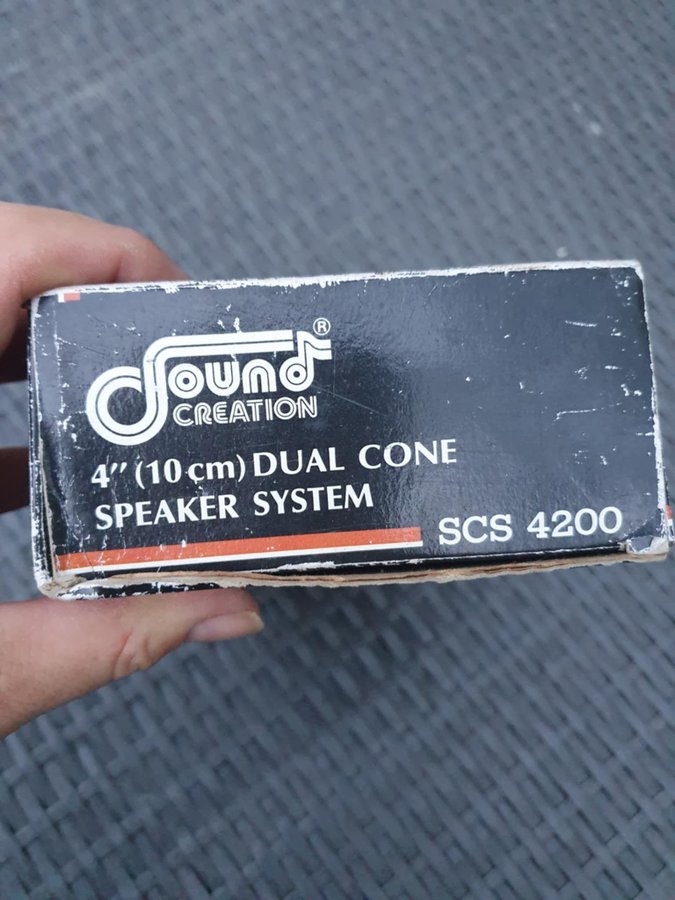 Sound®
CREATION
4" (10 cm) DUAL CONE
SPEAKER SYSTEM
SCS 4200